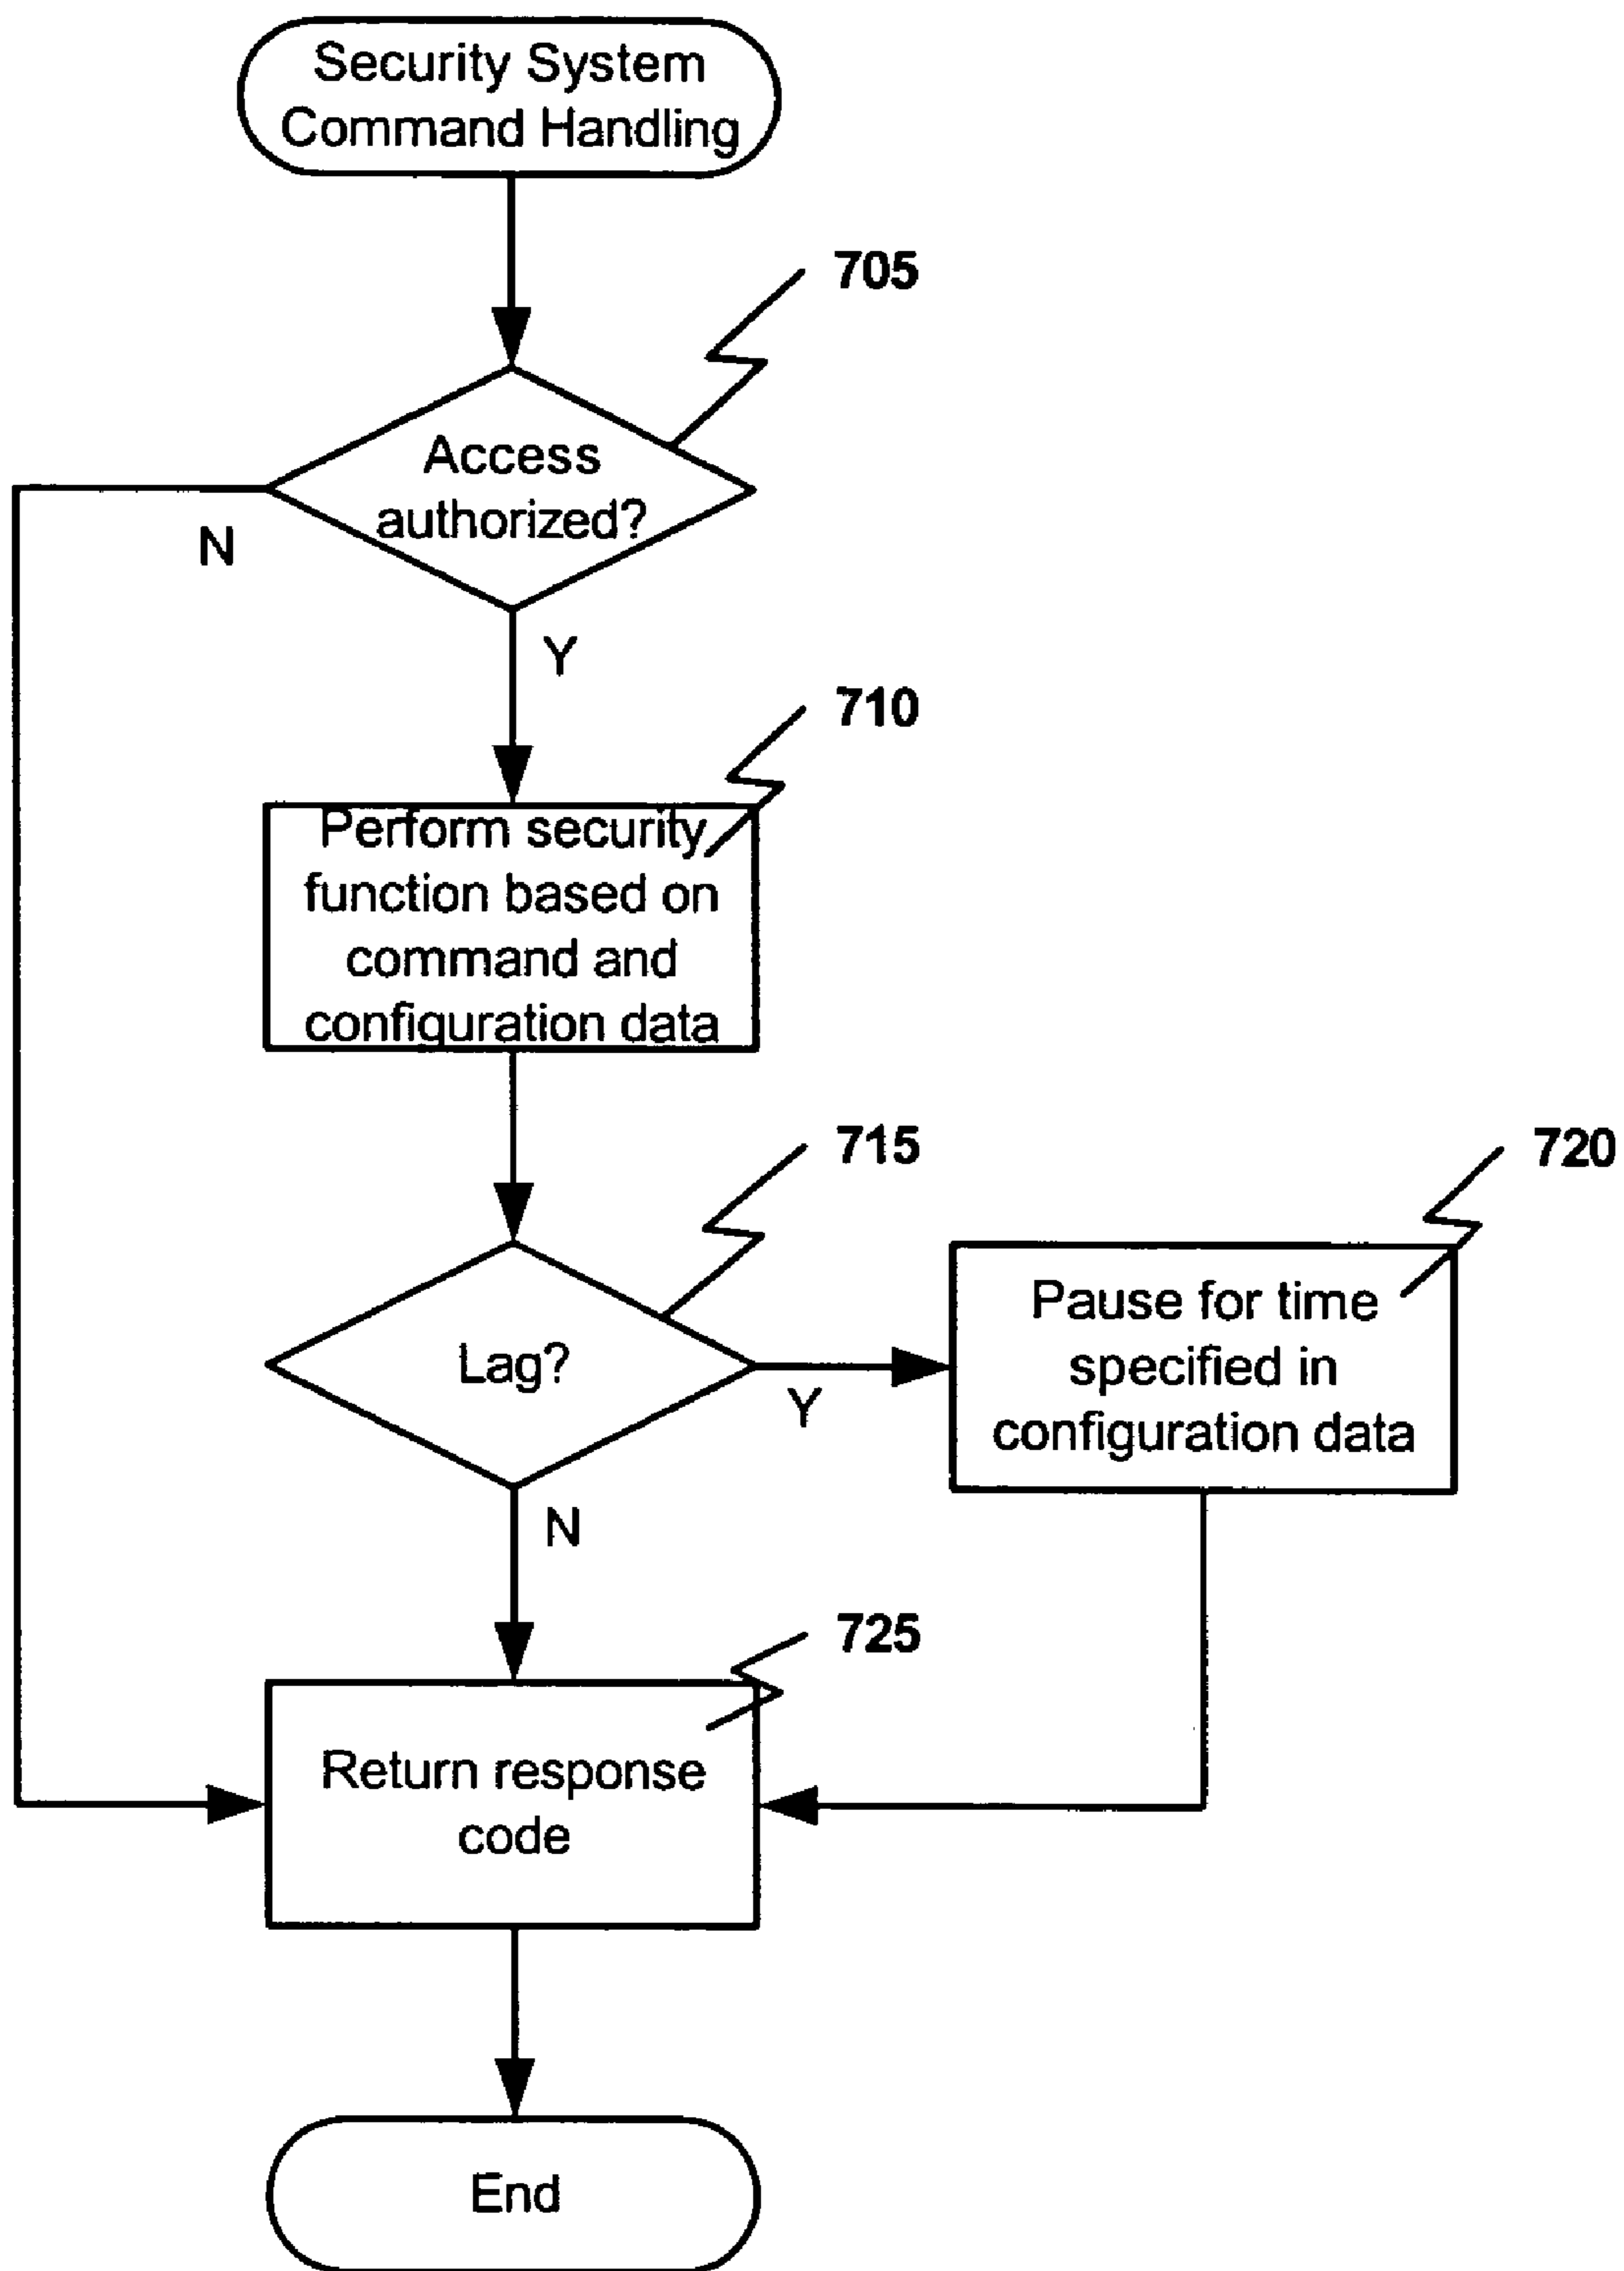 Security System
Command Handling
705
Access
authorized?
N
Y
710
Perform security
function based on
command and
configuration data
715
720
Lag?
Y
Pause for time
specified in
configuration data
N
725
Return response
code
End